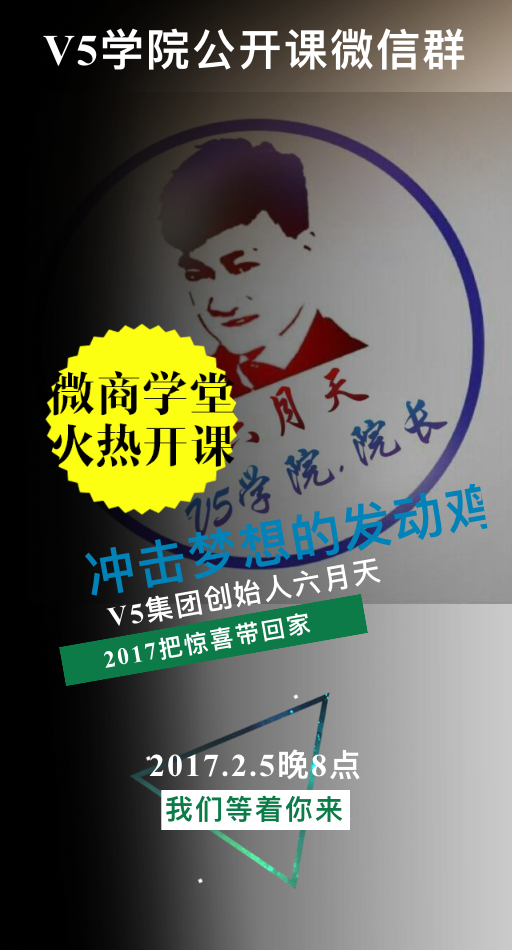 V5学院公开课微信群
微商学堂
火热开课
六月天
V5学院.院长
冲击梦想的发动鸡
V5集团创始人六月天
2017把惊喜带回家
2017.2.5晚8点
我们等着你来